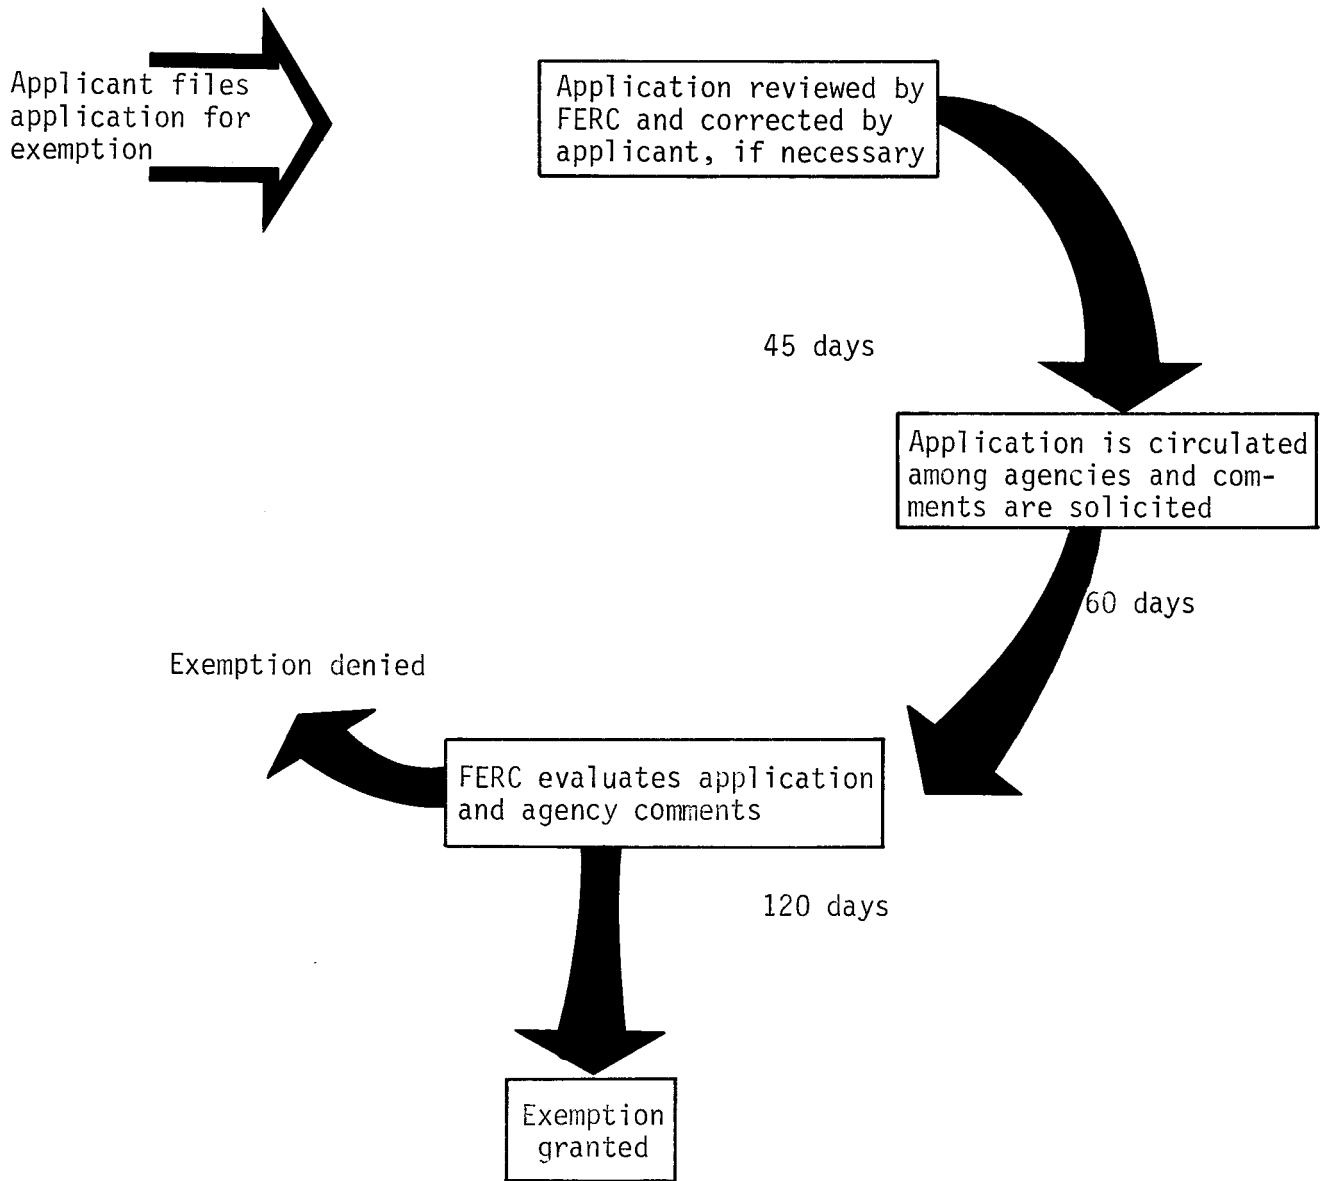 Applicant files
application for
exemption
Application reviewed by
FERC and corrected by
applicant, if necessary
45 days
Application is circulated
among agencies and com-
ments are solicited
60 days
Exemption denied
FERC evaluates application
and agency comments
120 days
Exemption
granted